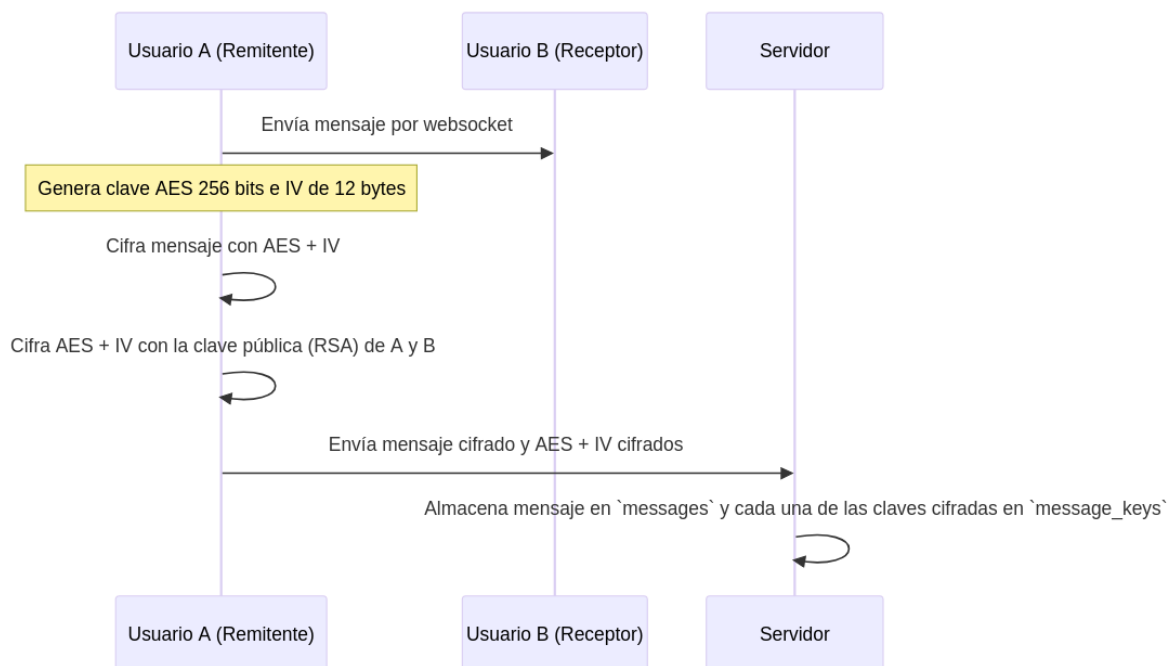 Usuario A (Remitente)
Usuario B (Receptor)
Servidor
Envía mensaje por websocket
Genera clave AES 256 bits e IV de 12 bytes
Cifra mensaje con AES + IV
Cifra AES + IV con la clave pública (RSA) de A y B
Envía mensaje cifrado y AES + IV cifrados
Almacena mensaje en `messages` y cada una de las claves cifradas en `message_keys`
Usuario A (Remitente)
Usuario B (Receptor)
Servidor